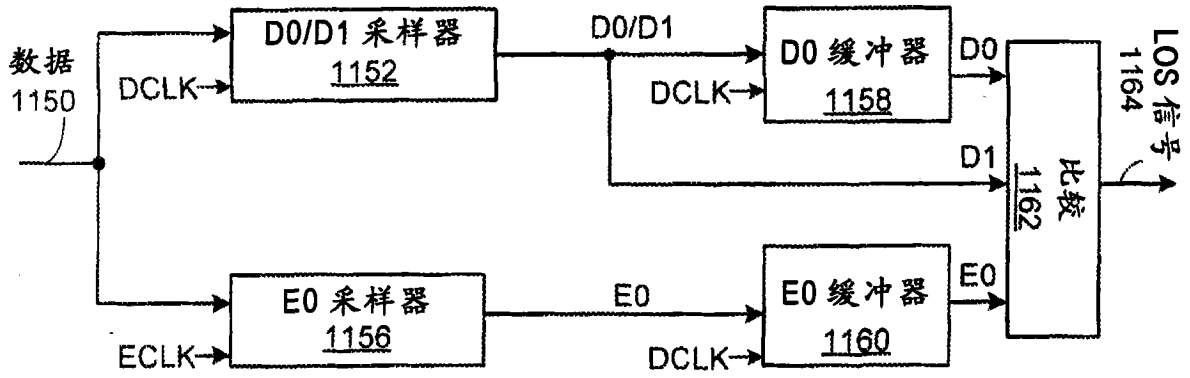 数据
1150
D0/D1 采样器
1152
DCLK
D0/D1
D0 缓冲器
1158
DCLK
D0
D1
比较
1162
LOS 信号
1164
E0 采样器
1156
ECLK
E0
E0 缓冲器
1160
DCLK
E0